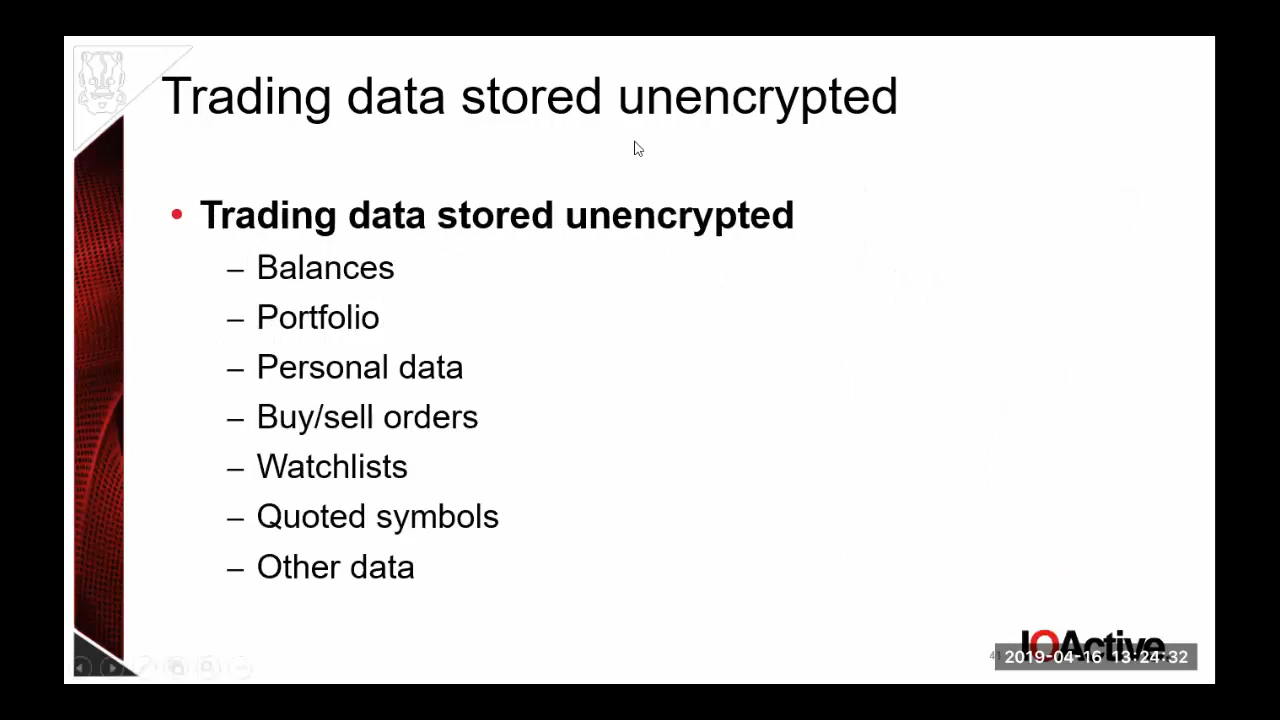 Trading data stored unencrypted
• Trading data stored unencrypted
– Balances
– Portfolio
– Personal data
– Buy/sell orders
– Watchlists
– Quoted symbols
– Other data
IOActive
2019-04-16 13:24:32